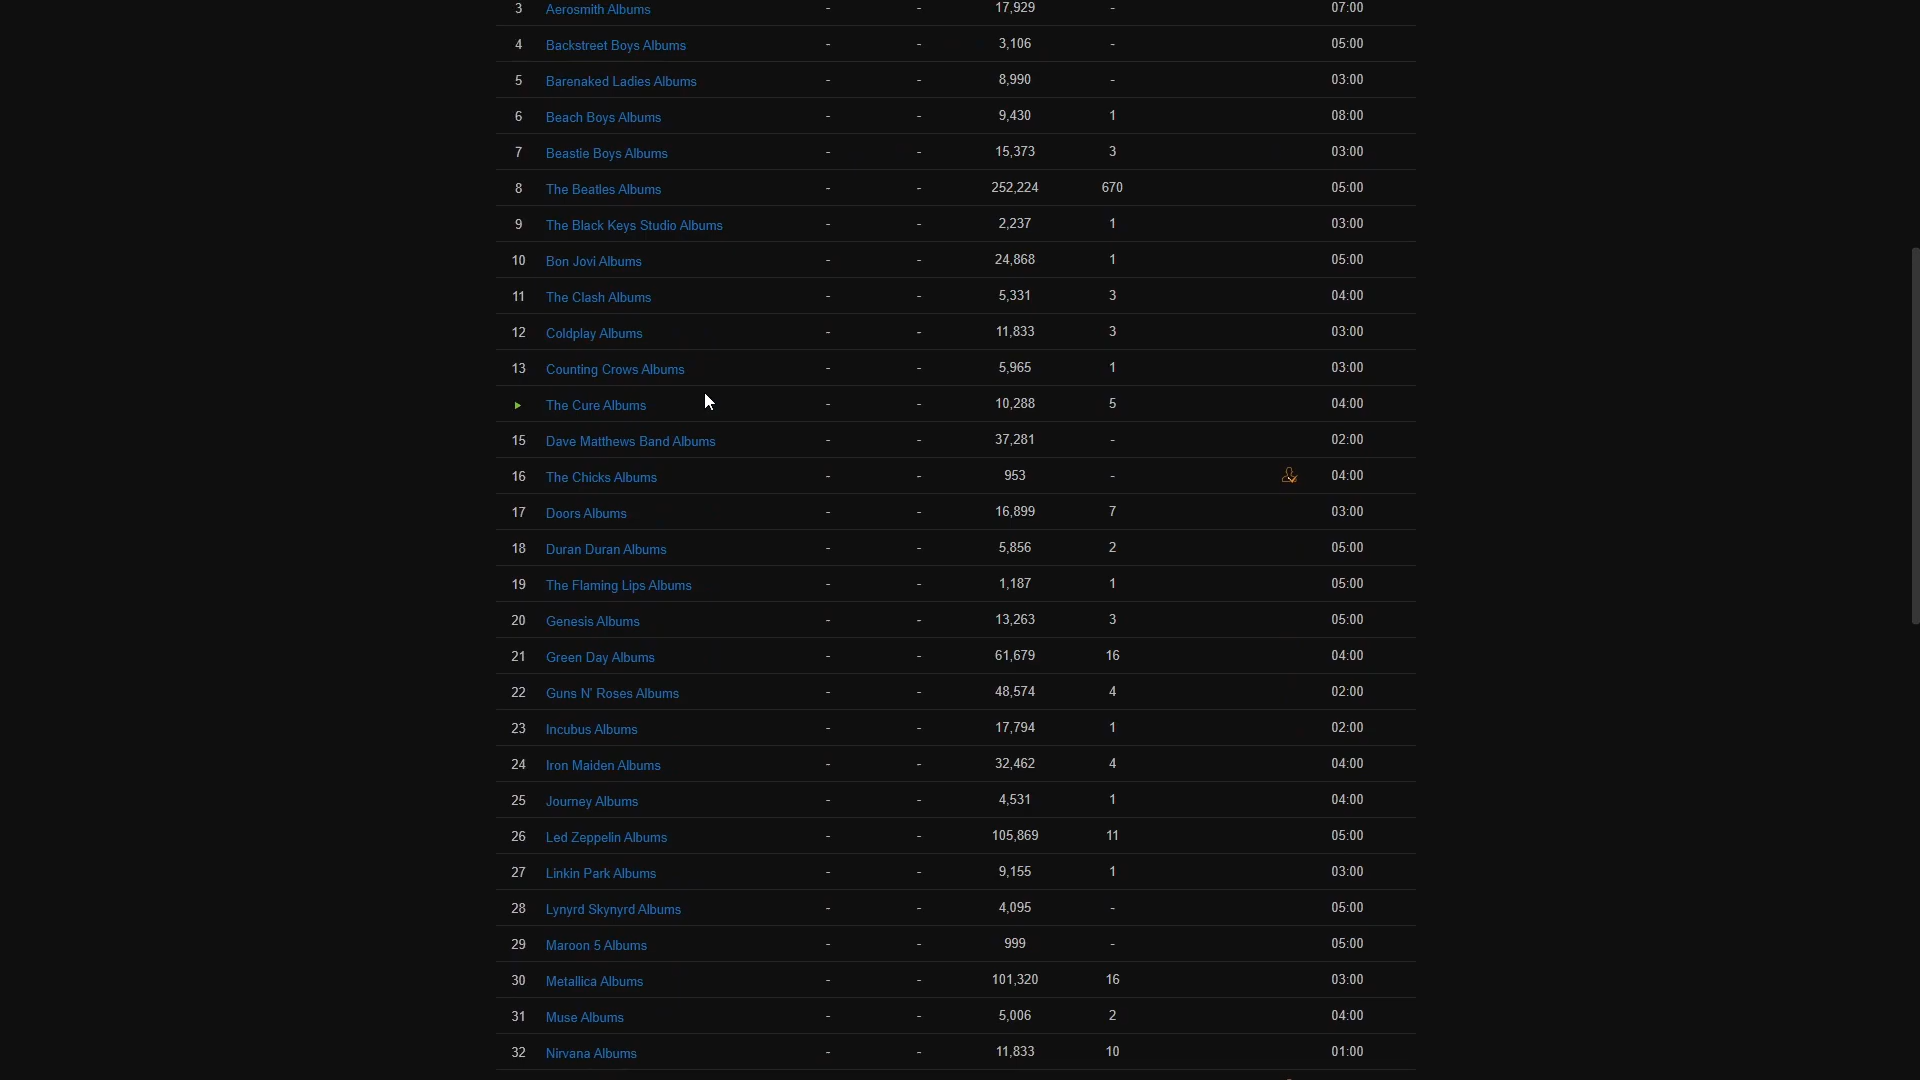 3 Aerosmith Albums - - 17,929 - 07:00
4 Backstreet Boys Albums - - 3,106 - 05:00
5 Barenaked Ladies Albums - - 8,990 - 03:00
6 Beach Boys Albums - - 9,430 1 08:00
7 Beastie Boys Albums - - 15,373 3 03:00
8 The Beatles Albums - - 252,224 670 05:00
9 The Black Keys Studio Albums - - 2,237 1 03:00
10 Bon Jovi Albums - - 24,868 1 05:00
11 The Clash Albums - - 5,331 3 04:00
12 Coldplay Albums - - 11,833 3 03:00
13 Counting Crows Albums - - 5,965 1 03:00
The Cure Albums - - 10,288 5 04:00
15 Dave Matthews Band Albums - - 37,281 - 02:00
16 The Chicks Albums - - 953 - 04:00
17 Doors Albums - - 16,899 7 03:00
18 Duran Duran Albums - - 5,856 2 05:00
19 The Flaming Lips Albums - - 1,187 1 05:00
20 Genesis Albums - - 13,263 3 05:00
21 Green Day Albums - - 61,679 16 04:00
22 Guns N' Roses Albums - - 48,574 4 02:00
23 Incubus Albums - - 17,794 1 02:00
24 Iron Maiden Albums - - 32,462 4 04:00
25 Journey Albums - - 4,531 1 04:00
26 Led Zeppelin Albums - - 105,869 11 05:00
27 Linkin Park Albums - - 9,155 1 03:00
28 Lynyrd Skynyrd Albums - - 4,095 - 05:00
29 Maroon 5 Albums - - 999 - 05:00
30 Metallica Albums - - 101,320 16 03:00
31 Muse Albums - - 5,006 2 04:00
32 Nirvana Albums - - 11,833 10 01:00